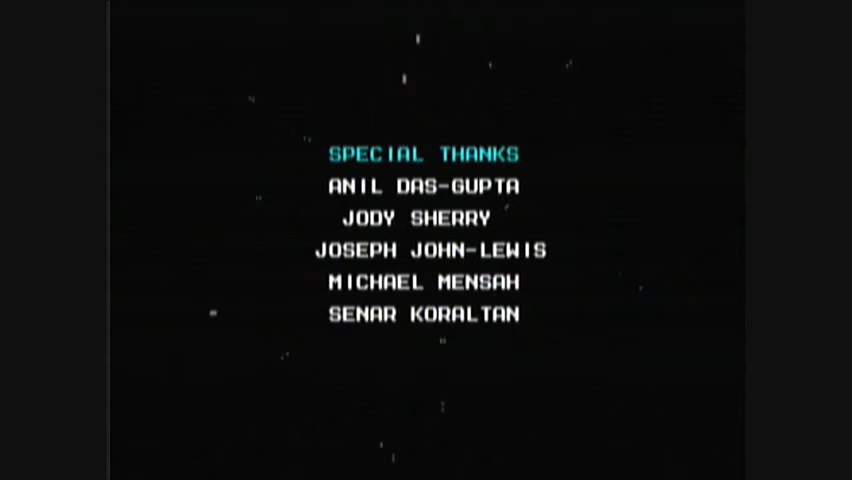 SPECIAL THANKS
ANIL DAS-GUPTA
JODY SHERRY
JOSEPH JOHN-LEWIS
MICHAEL MENSAH
SENAR KORALTAN